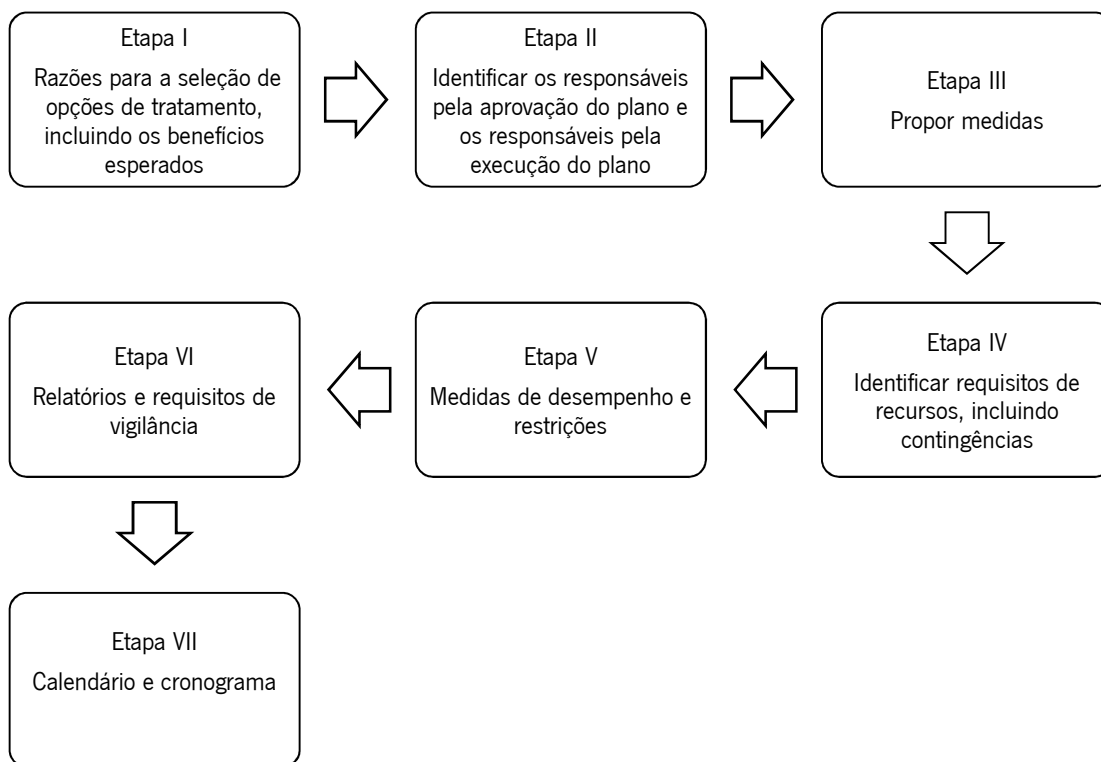 Etapa I
Razões para a seleção de
opções de tratamento,
incluindo os benefícios
esperados
Etapa II
Identificar os responsáveis
pela aprovação do plano e
os responsáveis pela
execução do plano
Etapa III
Propor medidas
Etapa IV
Identificar requisitos de
recursos, incluindo
contingências
Etapa V
Medidas de desempenho e
restrições
Etapa VI
Relatórios e requisitos de
vigilância
Etapa VII
Calendário e cronograma